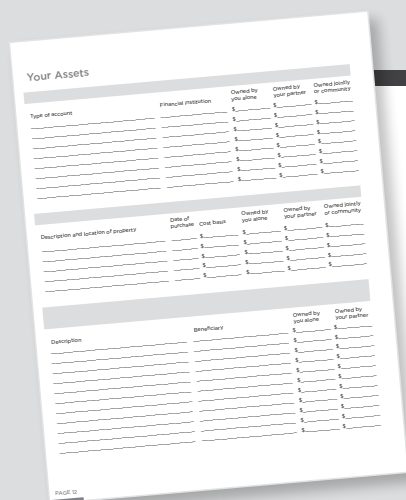 Your Assets
Type of account Financial institution Owned by you alone Owned by your partner Owned jointly or community
$ $ $
$ $ $
$ $ $
$ $ $
$ $ $
$ $ $
$ $ $
$ $ $
Description and location of property Date of purchase Cost basis Owned by you alone Owned by your partner Owned jointly or community
$ $ $ $
$ $ $ $
$ $ $ $
$ $ $ $
$ $ $ $
Description Beneficiary Owned by you alone Owned by your partner
$ $
$ $
$ $
$ $
$ $
$ $
$ $
$ $
$ $
$ $
$ $
PAGE 12